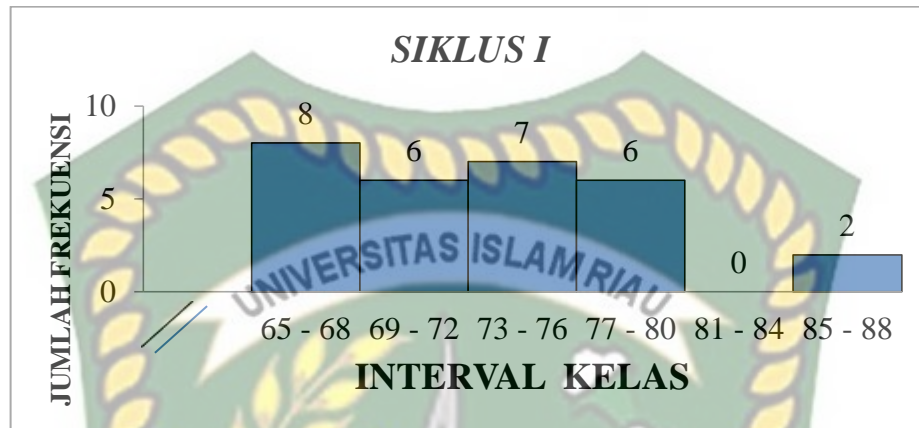 SIKLUS I
JUMLAH FREKUENSI
10
5
0
8
6
7
6
0
2
UNIVERSITAS ISLAM RIAU
65 - 68 69 - 72 73 - 76 77 - 80 81 - 84 85 - 88
INTERVAL KELAS